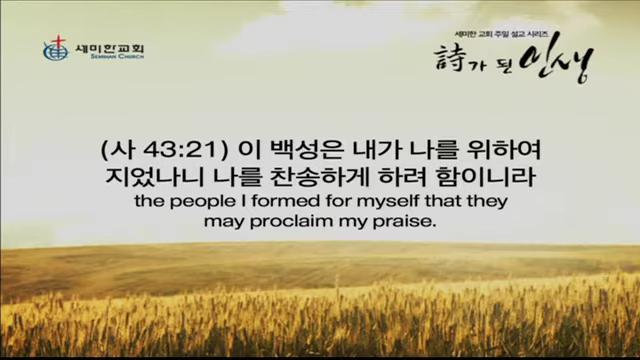 새미한교회
SEMIHAN CHURCH
세미한 교회 주일 설교 시리즈
詩가 된 인생
(사 43:21) 이 백성은 내가 나를 위하여
지었나니 나를 찬송하게 하려 함이니라
the people I formed for myself that they
may proclaim my praise.